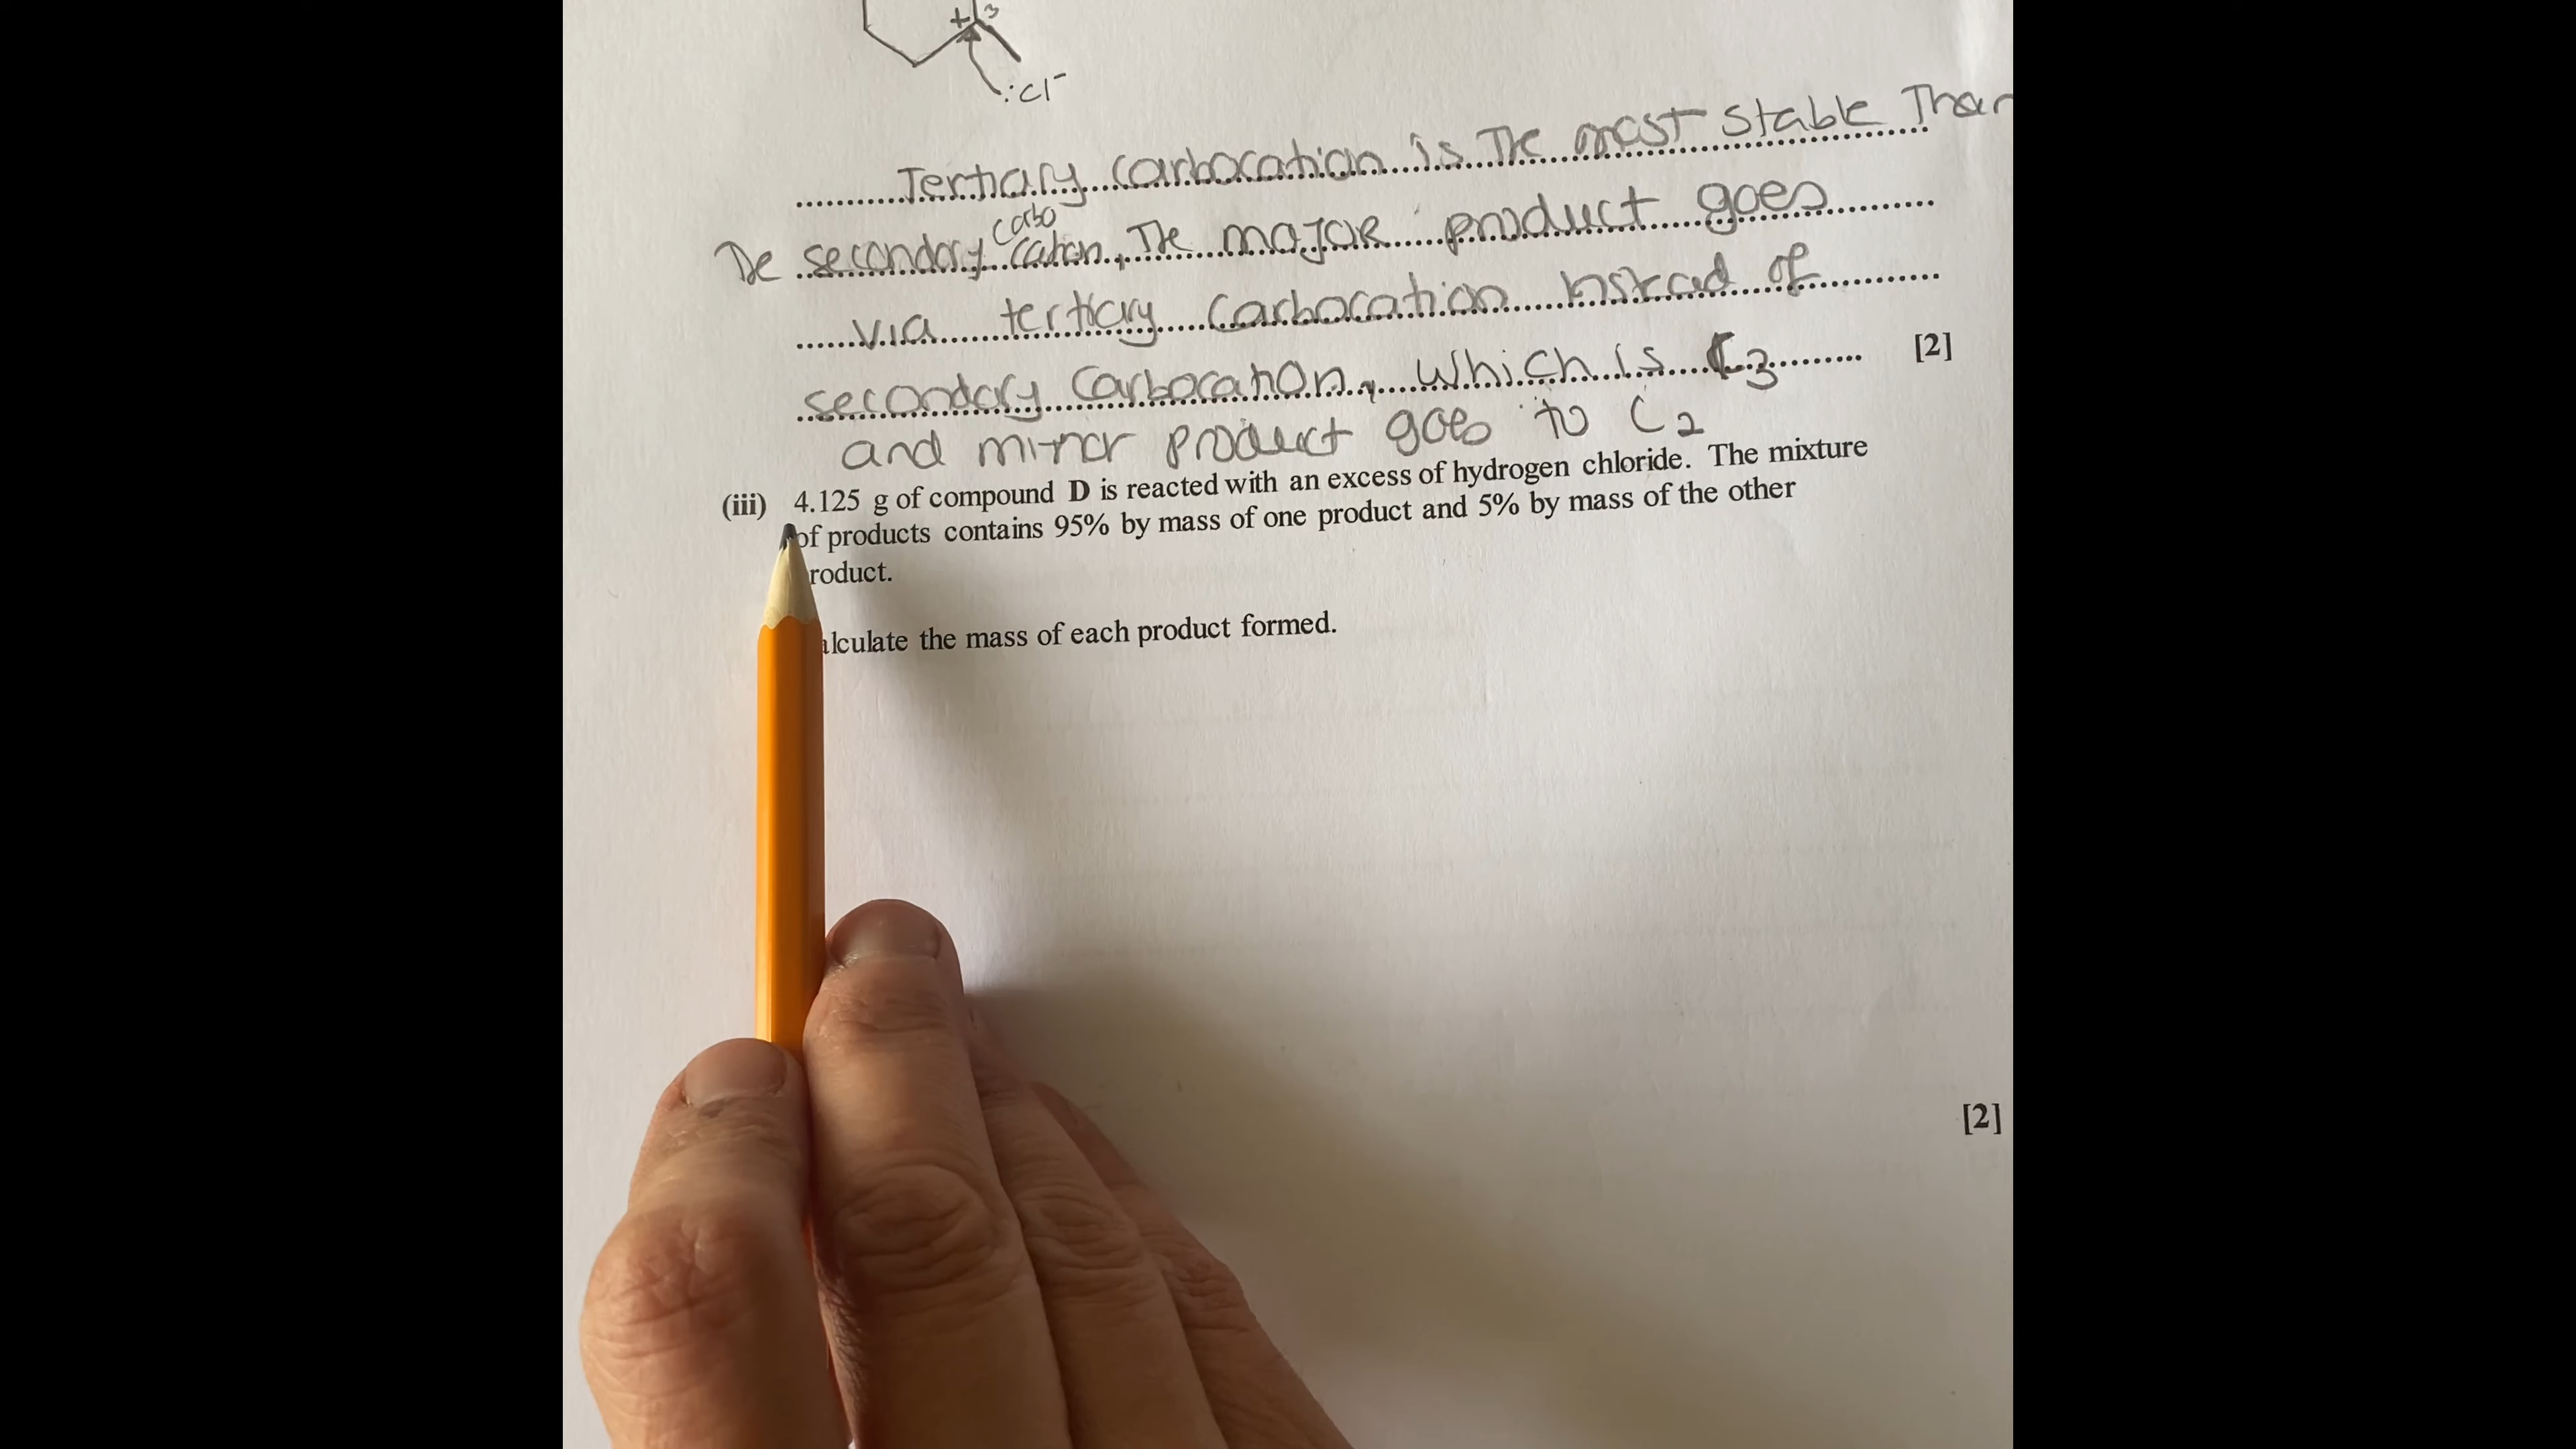 + 3
:Cl⁻
Tertiary carbocation is The most stable Than
The secondary carbo cation, The major product goes
via tertiary carbocation instead of
secondary carbocation, which is C3 [2]
and minor product goes to C2
(iii) 4.125 g of compound D is reacted with an excess of hydrogen chloride. The mixture
of products contains 95% by mass of one product and 5% by mass of the other
roduct.
alculate the mass of each product formed.
[2]